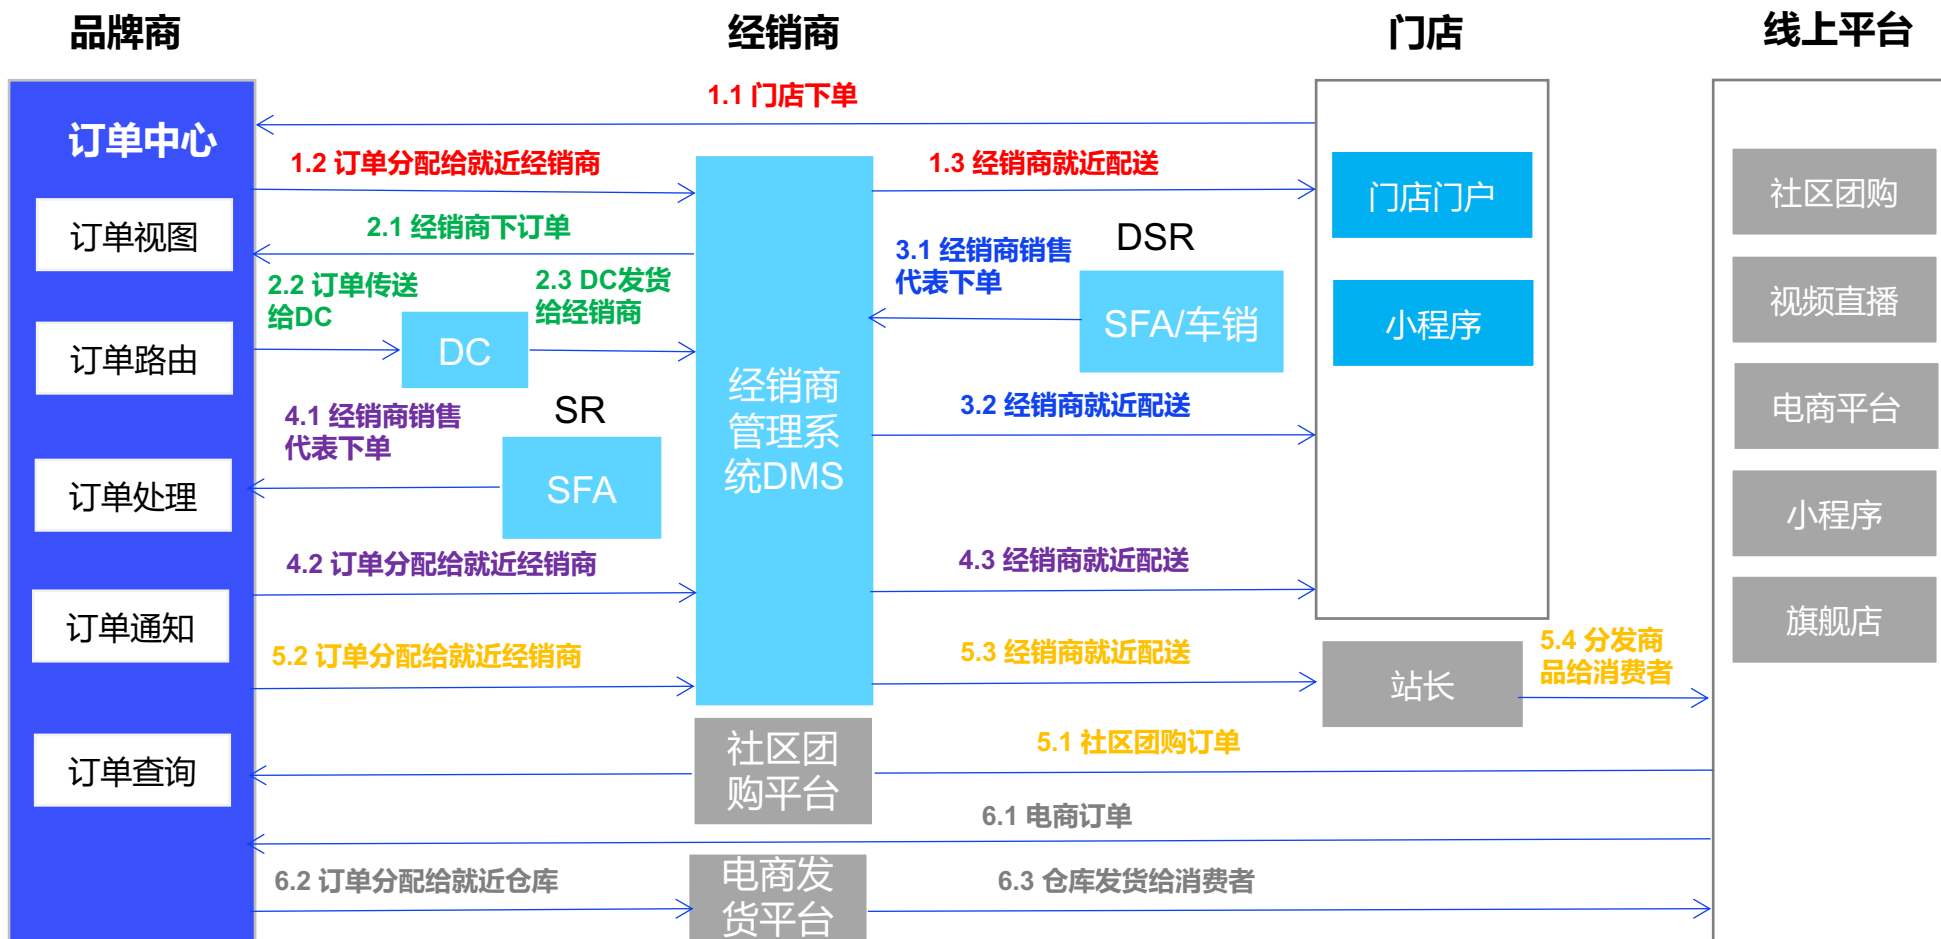 品牌商
经销商
门店
线上平台
1.1 门店下单
订单中心
1.2 订单分配给就近经销商
1.3 经销商就近配送
门店门户
社区团购
订单视图
2.1 经销商下订单
DSR
3.1 经销商销售
代表下单
2.2 订单传送
给DC
2.3 DC发货
给经销商
SFA/车销
小程序
视频直播
订单路由
DC
经销商
管理系
统DMS
SR
4.1 经销商销售
代表下单
3.2 经销商就近配送
电商平台
订单处理
SFA
小程序
4.2 订单分配给就近经销商
4.3 经销商就近配送
订单通知
旗舰店
5.2 订单分配给就近经销商
5.3 经销商就近配送
5.4 分发商
品给消费者
站长
订单查询
社区团
购平台
5.1 社区团购订单
6.1 电商订单
6.2 订单分配给就近仓库
电商发
货平台
6.3 仓库发货给消费者